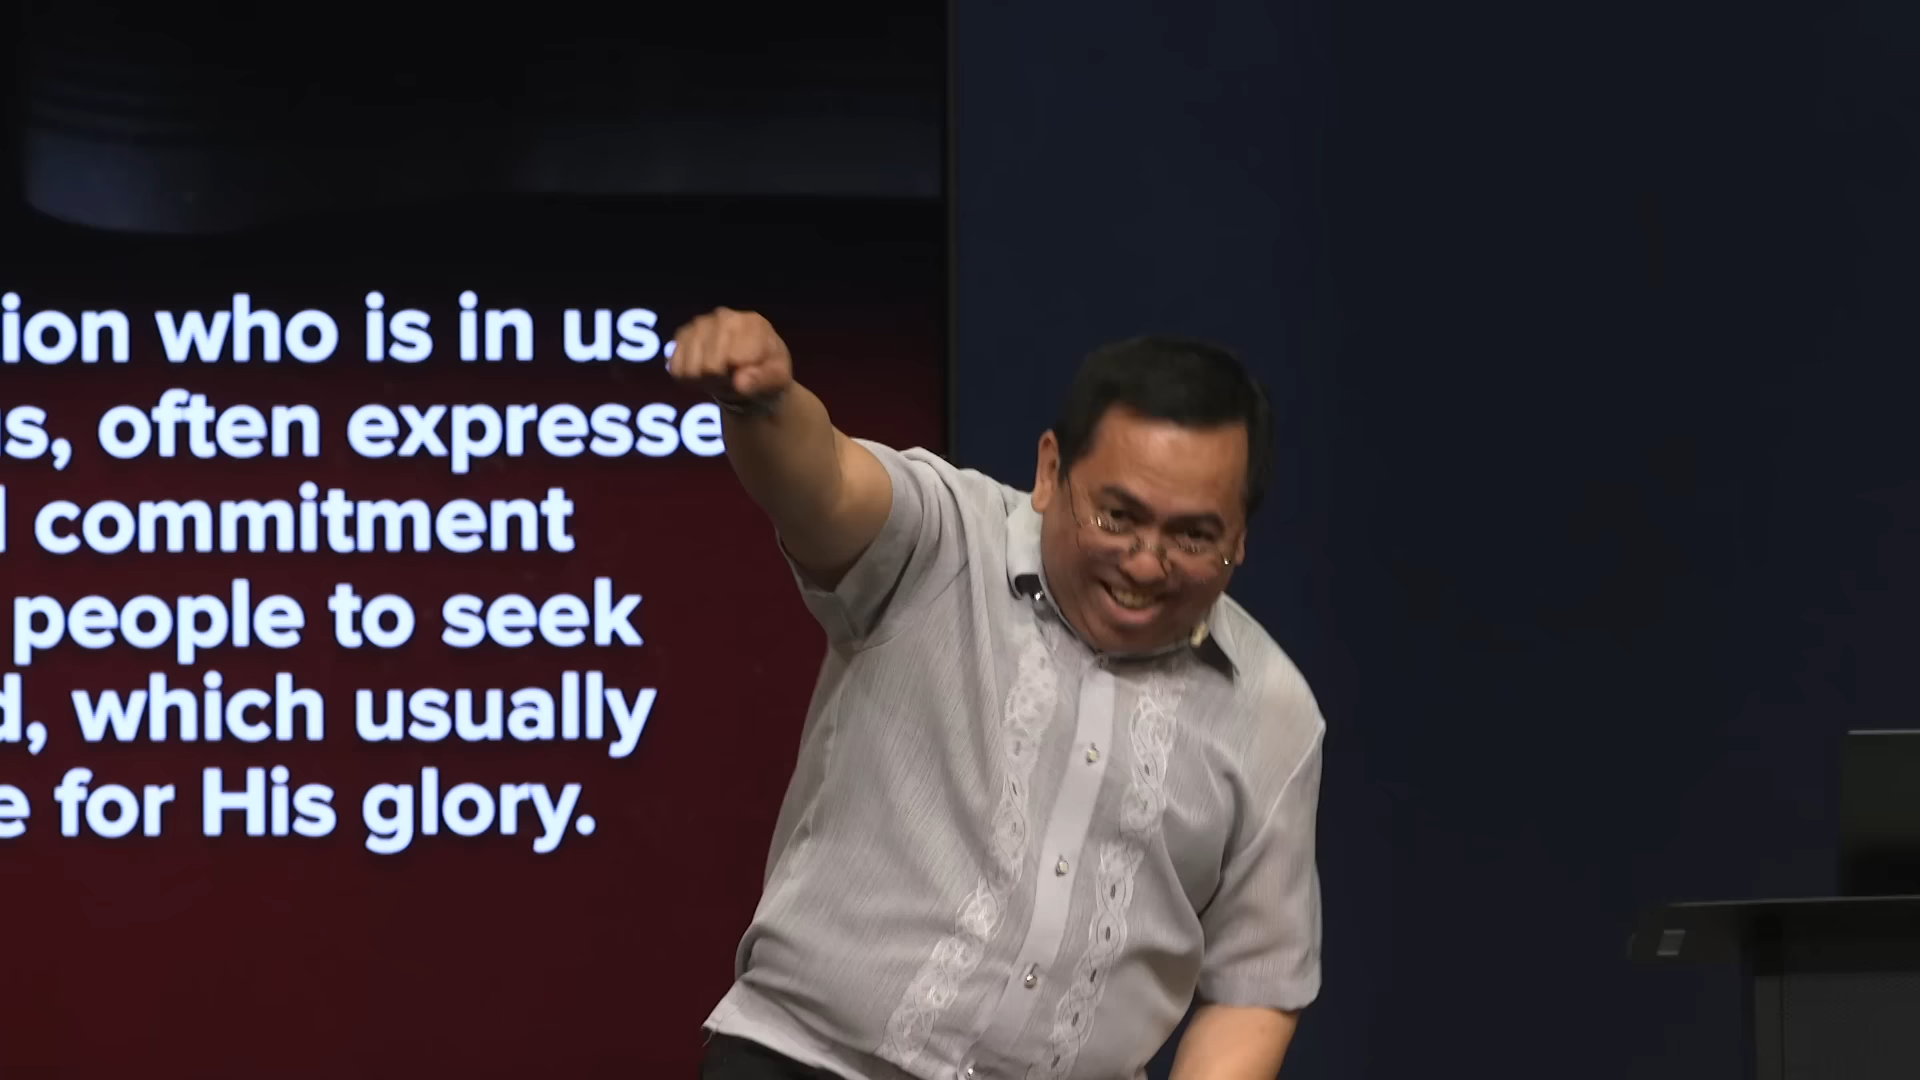 ion who is in us.
s, often expresse
commitment
people to seek
d, which usually
e for His glory.